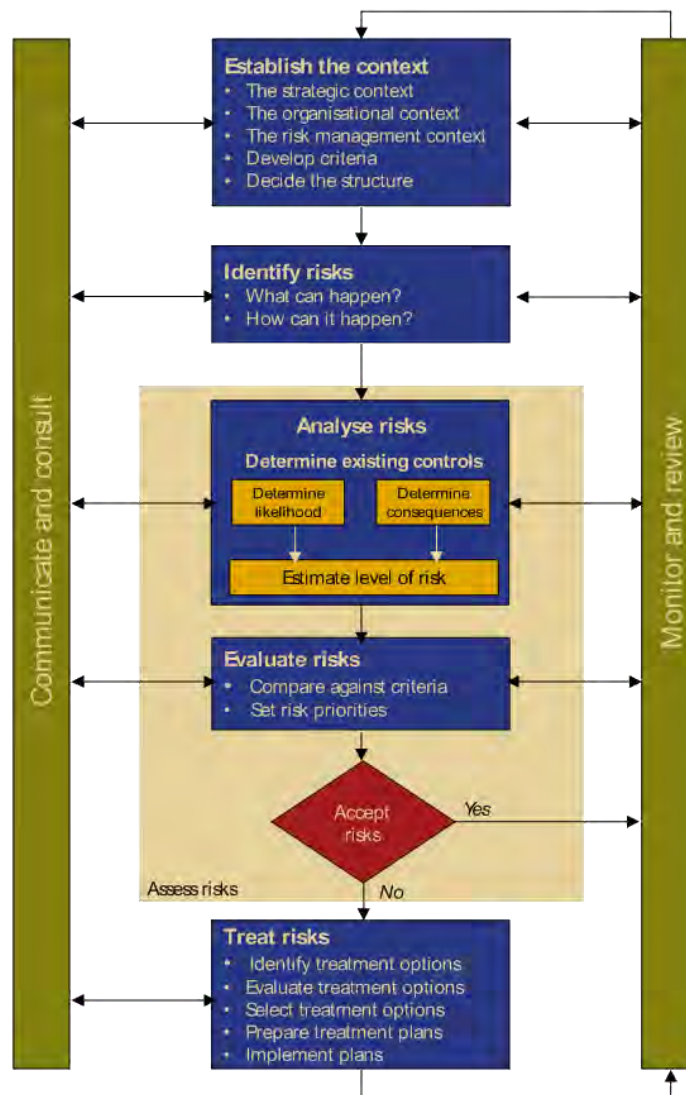 Establish the context
• The strategic context
• The organisational context
• The risk management context
• Develop criteria
• Decide the structure
Identify risks
• What can happen?
• How can it happen?
Analyse risks
Determine existing controls
Determine
likelihood
Determine
consequences
Estimate level of risk
Evaluate risks
• Compare against criteria
• Set risk priorities
Accept
risks
Yes
No
Assess risks
Treat risks
• Identify treatment options
• Evaluate treatment options
• Select treatment options
• Prepare treatment plans
• Implement plans
Communicate and consult
Monitor and review